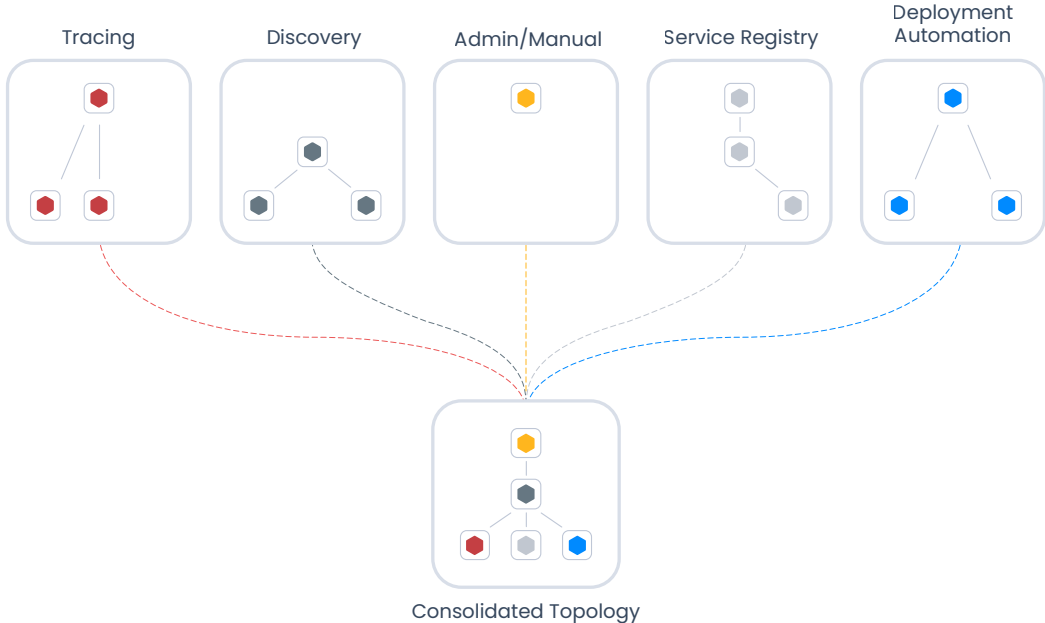 Tracing
Discovery
Admin/Manual
Service Registry
Deployment
Automation
Consolidated Topology